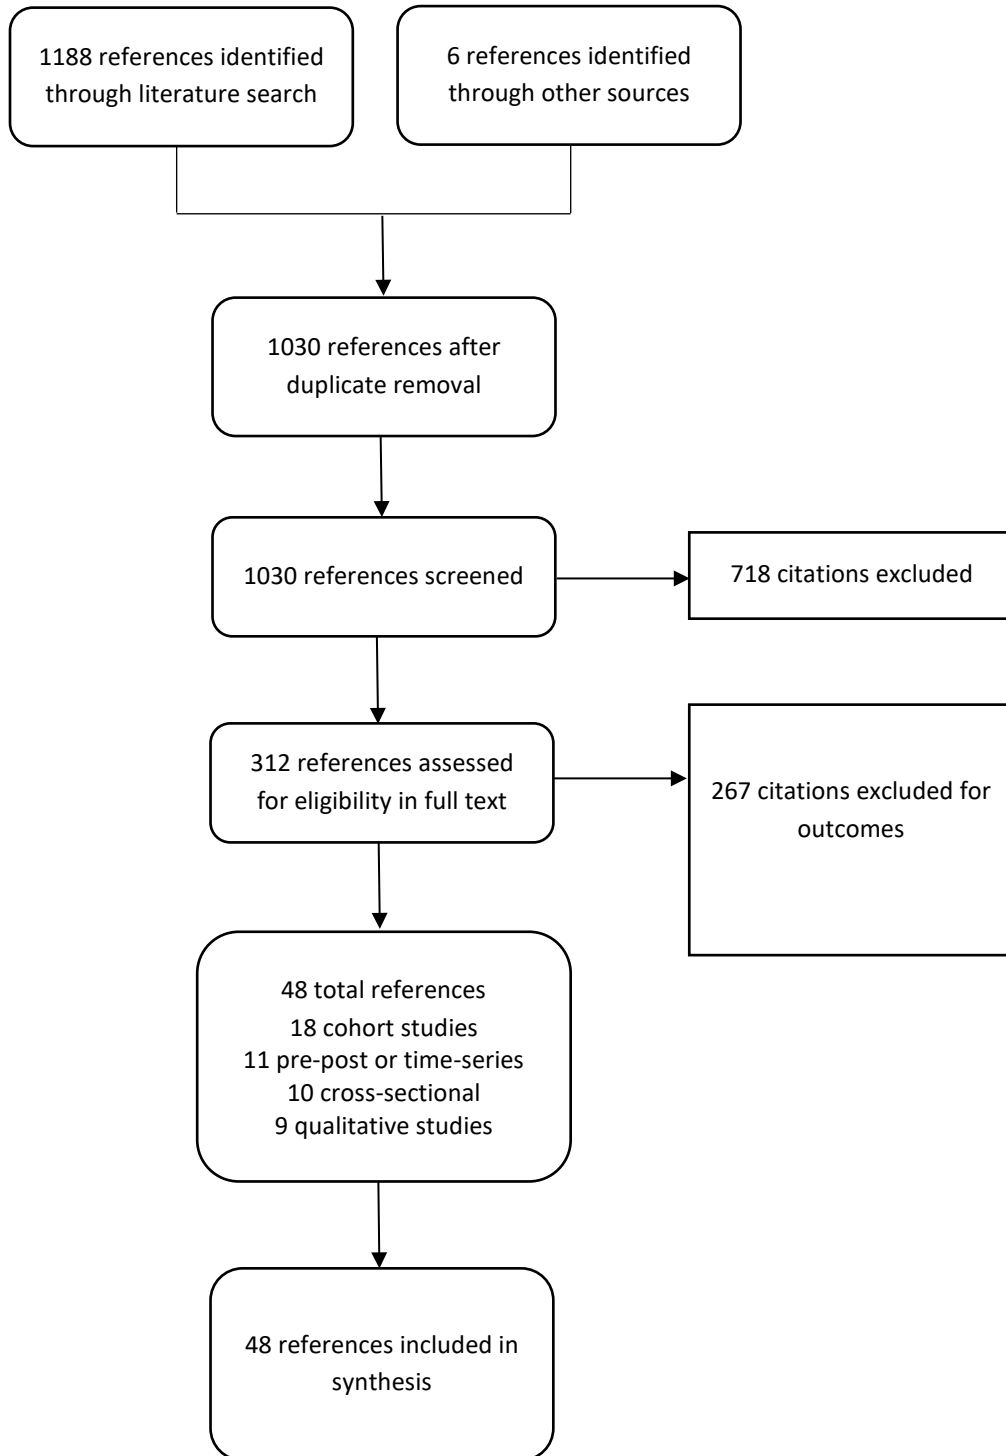 1188 references identified
through literature search
6 references identified
through other sources
1030 references after
duplicate removal
1030 references screened
718 citations excluded
312 references assessed
for eligibility in full text
267 citations excluded for
outcomes
48 total references
18 cohort studies
11 pre-post or time-series
10 cross-sectional
9 qualitative studies
48 references included in
synthesis